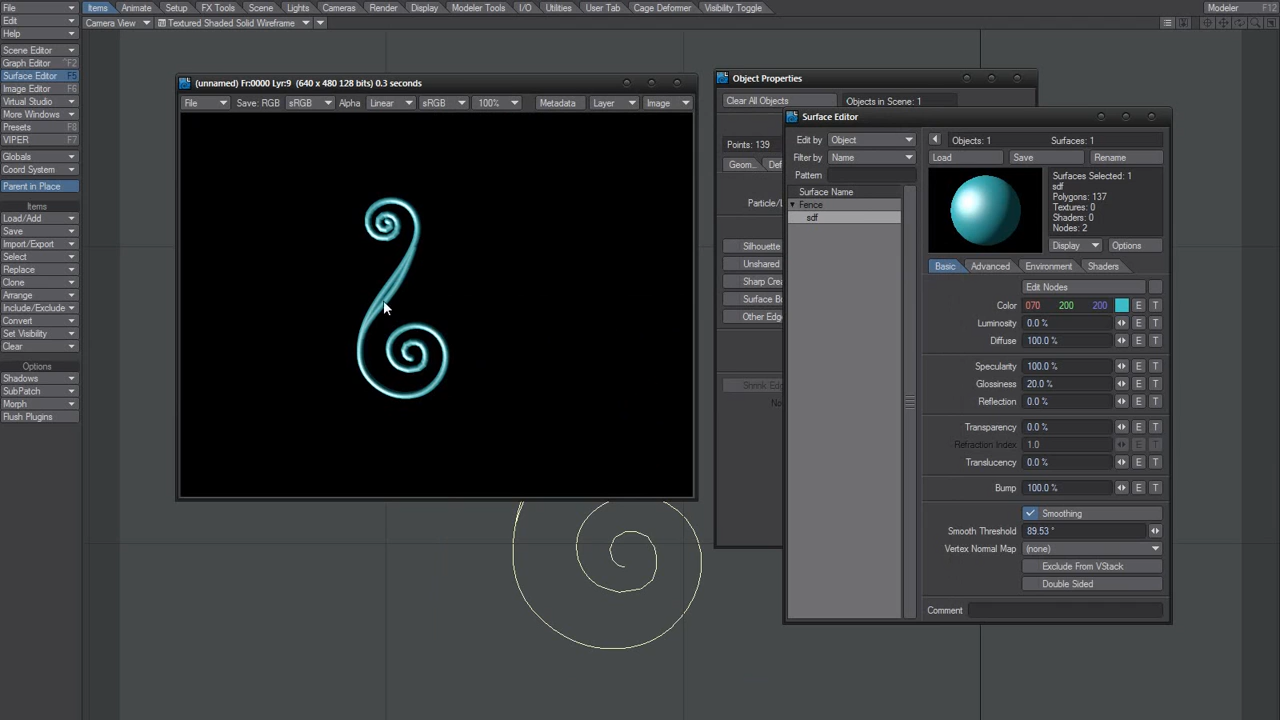 File Items Animate Setup FX Tools Scene Lights Cameras Render Display Modeler Tools I/O Utilities User Tab Cage Deformer Visibility Toggle Modeler F12
Edit Camera View Textured Shaded Solid Wireframe
Help
Scene Editor
Graph Editor ^F2
Surface Editor F5
Image Editor F6
Virtual Studio
More Windows
Presets F8
VIPER F7
Globals
Coord System
Parent in Place
Items
Load/Add
Save
Import/Export
Select
Replace
Clone
Arrange
Include/Exclude
Convert
Set Visibility
Clear
Options
Shadows
SubPatch
Morph
Flush Plugins
(unnamed) Fr:0000 Lyr:9 (640 x 480 128 bits) 0.3 seconds
File Save: RGB sRGB Alpha Linear sRGB 100% Metadata Layer Image
Object Properties
Clear All Objects Objects in Scene: 1
Points: 139
Geom...
Particle/L
Silhouette
Unshared
Sharp Crea
Surface Bo
Other Edge
Shrink Edg
No
Surface Editor
Edit by Object
Filter by Name
Pattern
Surface Name
Fence
sdf
Objects: 1 Surfaces: 1
Load Save Rename
Surfaces Selected: 1
sdf
Polygons: 137
Textures: 0
Shaders: 0
Nodes: 2
Display Options
Basic Advanced Environment Shaders
Edit Nodes
Color 070 200 200 E T
Luminosity 0.0 % E T
Diffuse 100.0 % E T
Specularity 100.0 % E T
Glossiness 20.0 % E T
Reflection 0.0 % E T
Transparency 0.0 % E T
Refraction Index 1.0 E T
Translucency 0.0 % E T
Bump 100.0 % E T
Smoothing
Smooth Threshold 89.53 °
Vertex Normal Map (none)
Exclude From VStack
Double Sided
Comment